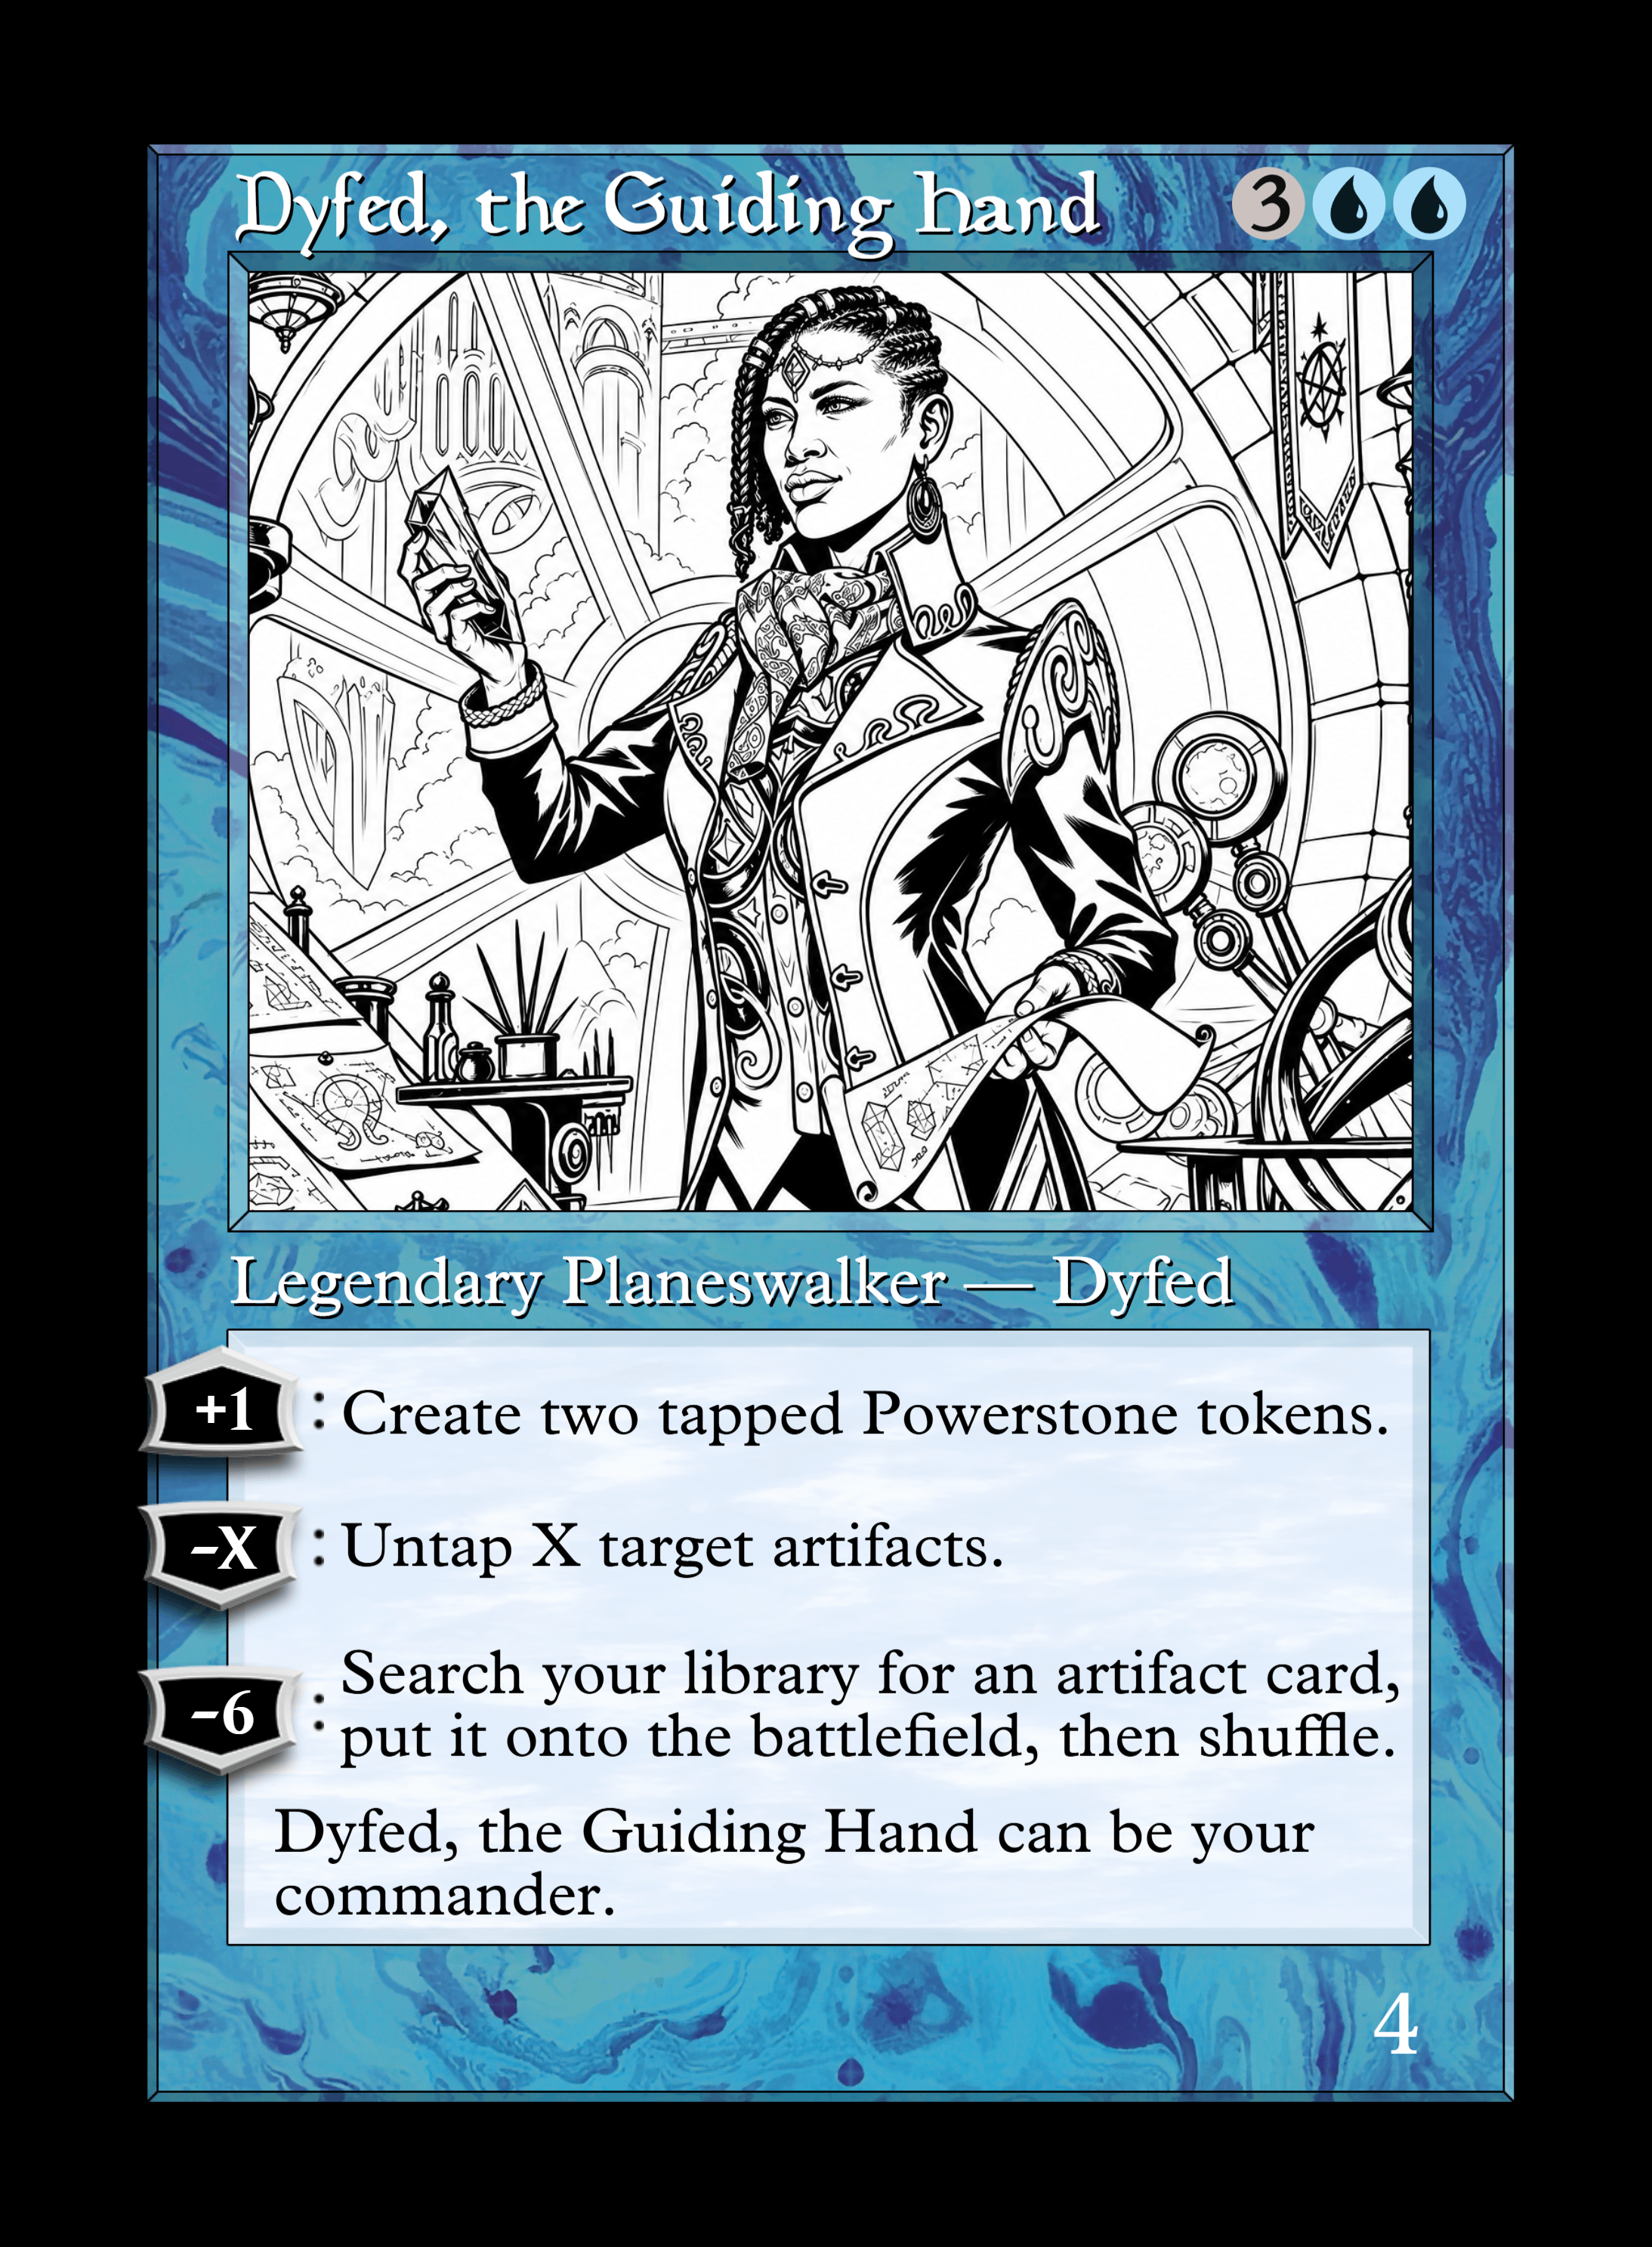 Dyfed, the Guiding Hand 3
Legendary Planeswalker — Dyfed
+1 : Create two tapped Powerstone tokens.
–X : Untap X target artifacts.
–6 : Search your library for an artifact card,
put it onto the battlefield, then shuffle.
Dyfed, the Guiding Hand can be your
commander.
4